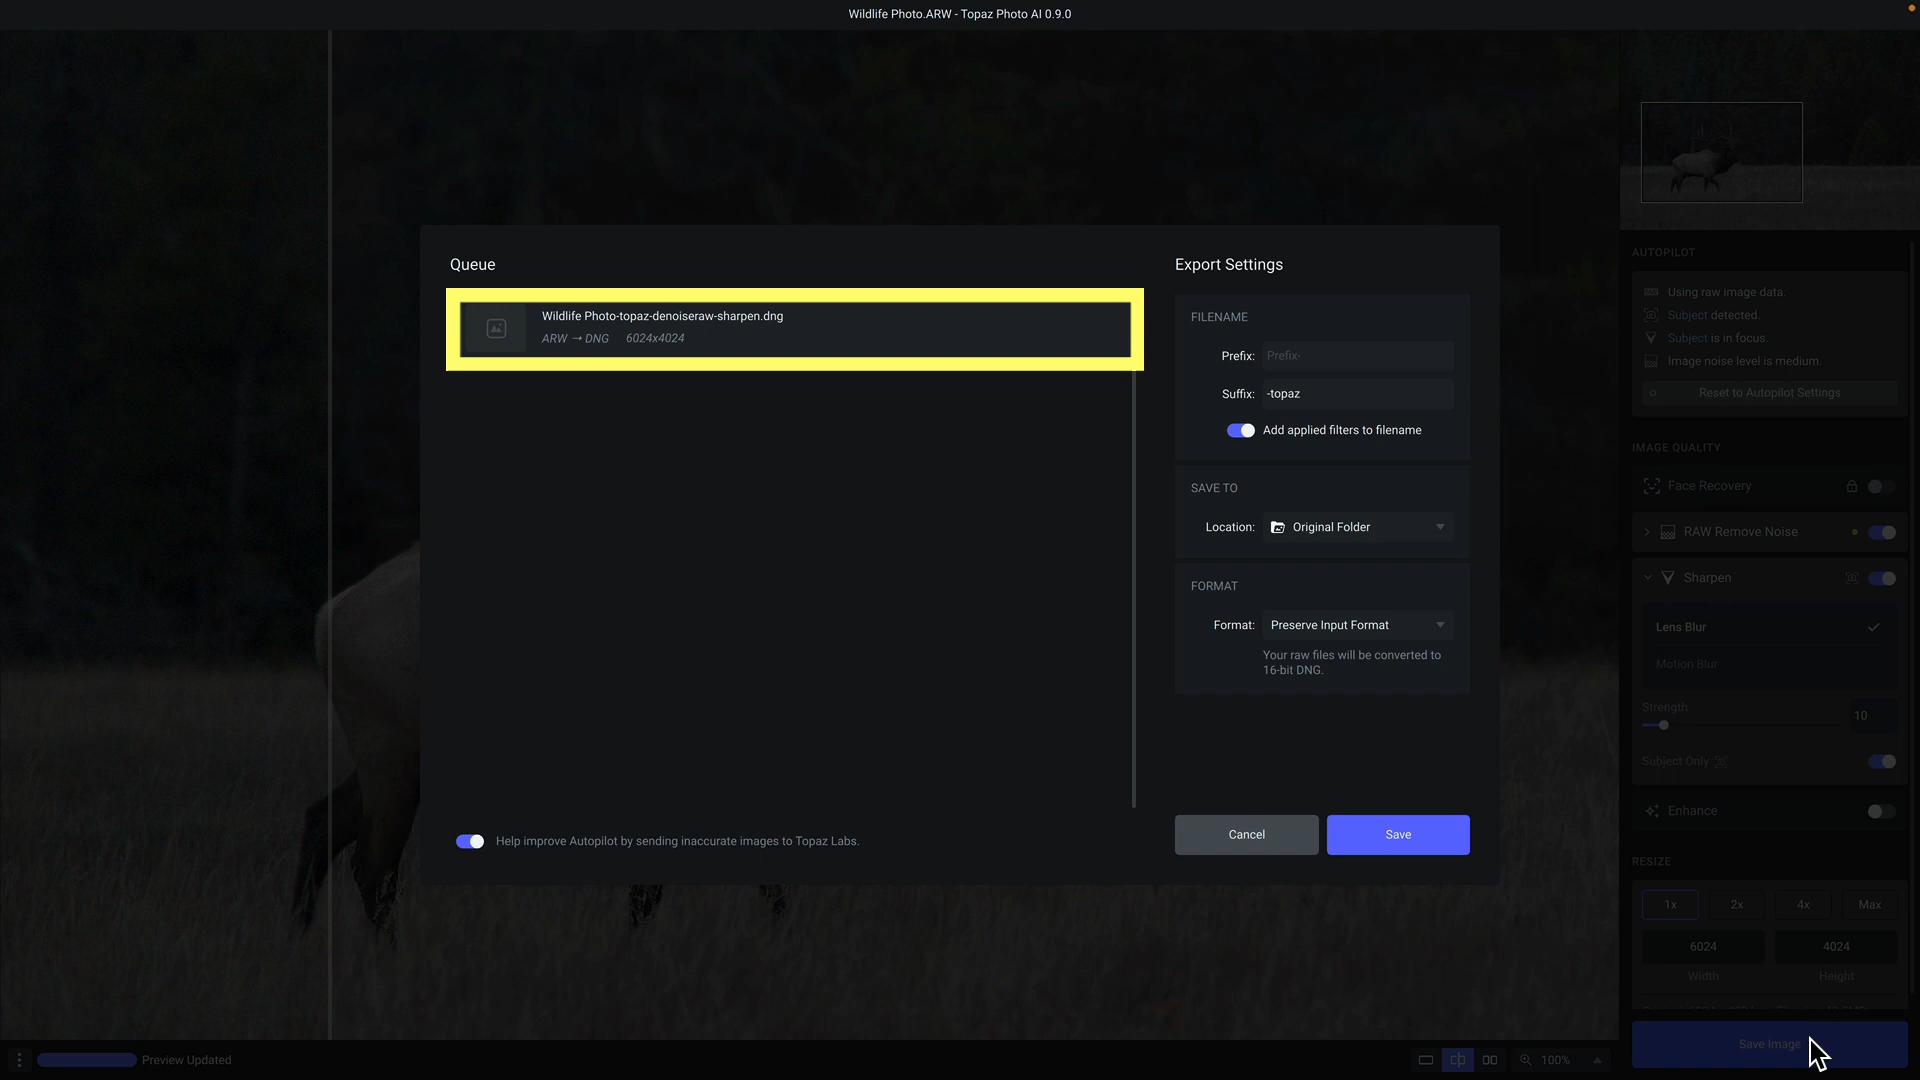 Wildlife Photo.ARW - Topaz Photo AI 0.9.0
Queue
Wildlife Photo-topaz-denoiseraw-sharpen.dng
ARW → DNG 6024x4024
Help improve Autopilot by sending inaccurate images to Topaz Labs.
Export Settings
FILENAME
Prefix: Prefix-
Suffix: -topaz
Add applied filters to filename
SAVE TO
Location: Original Folder
FORMAT
Format: Preserve Input Format
Your raw files will be converted to
16-bit DNG.
Cancel Save
AUTOPILOT
Using raw image data.
Subject detected.
Subject is in focus.
Image noise level is medium.
Reset to Autopilot Settings
IMAGE QUALITY
Face Recovery
RAW Remove Noise
Sharpen
Lens Blur
Motion Blur
Strength 10
Subject Only
Enhance
RESIZE
1x 2x 4x Max
6024 4024
Width Height
Save Image
Preview Updated
100%